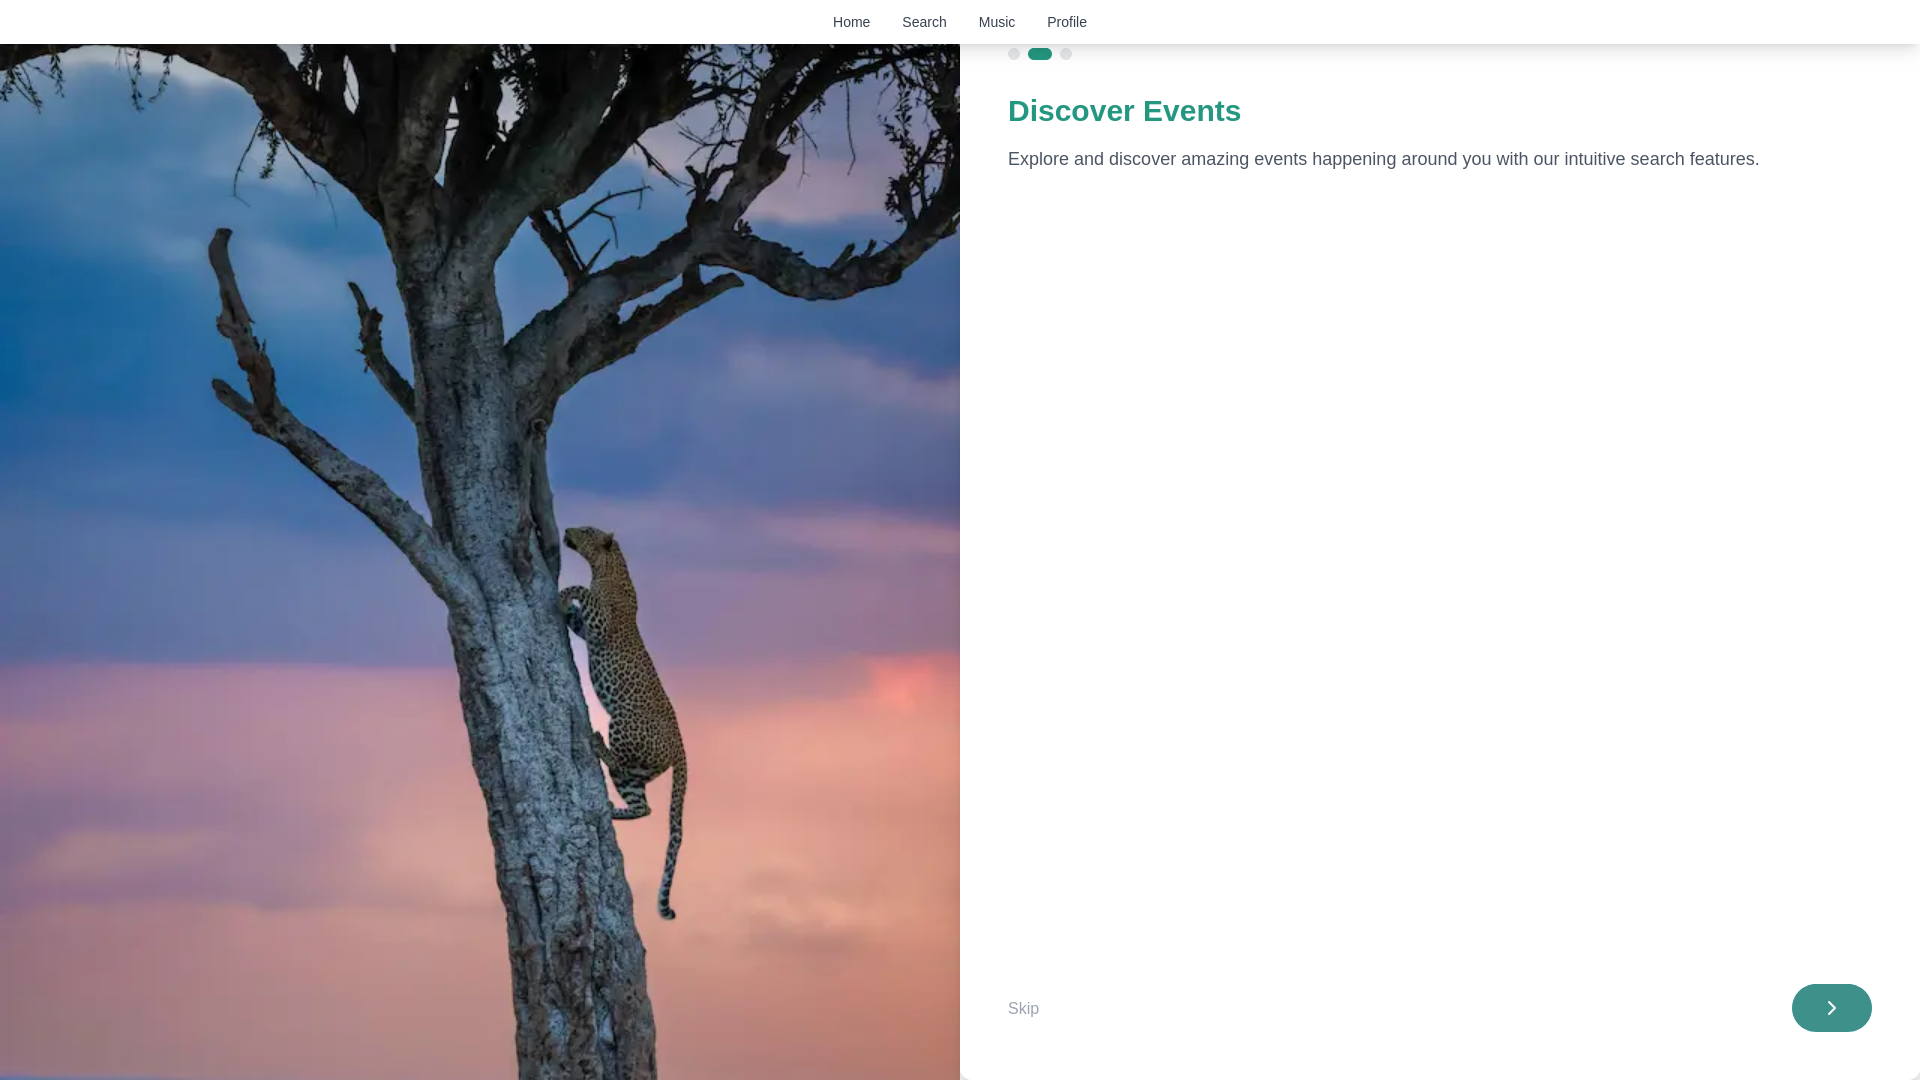 Home Search Music Profile
Discover Events
Explore and discover amazing events happening around you with our intuitive search features.
Skip